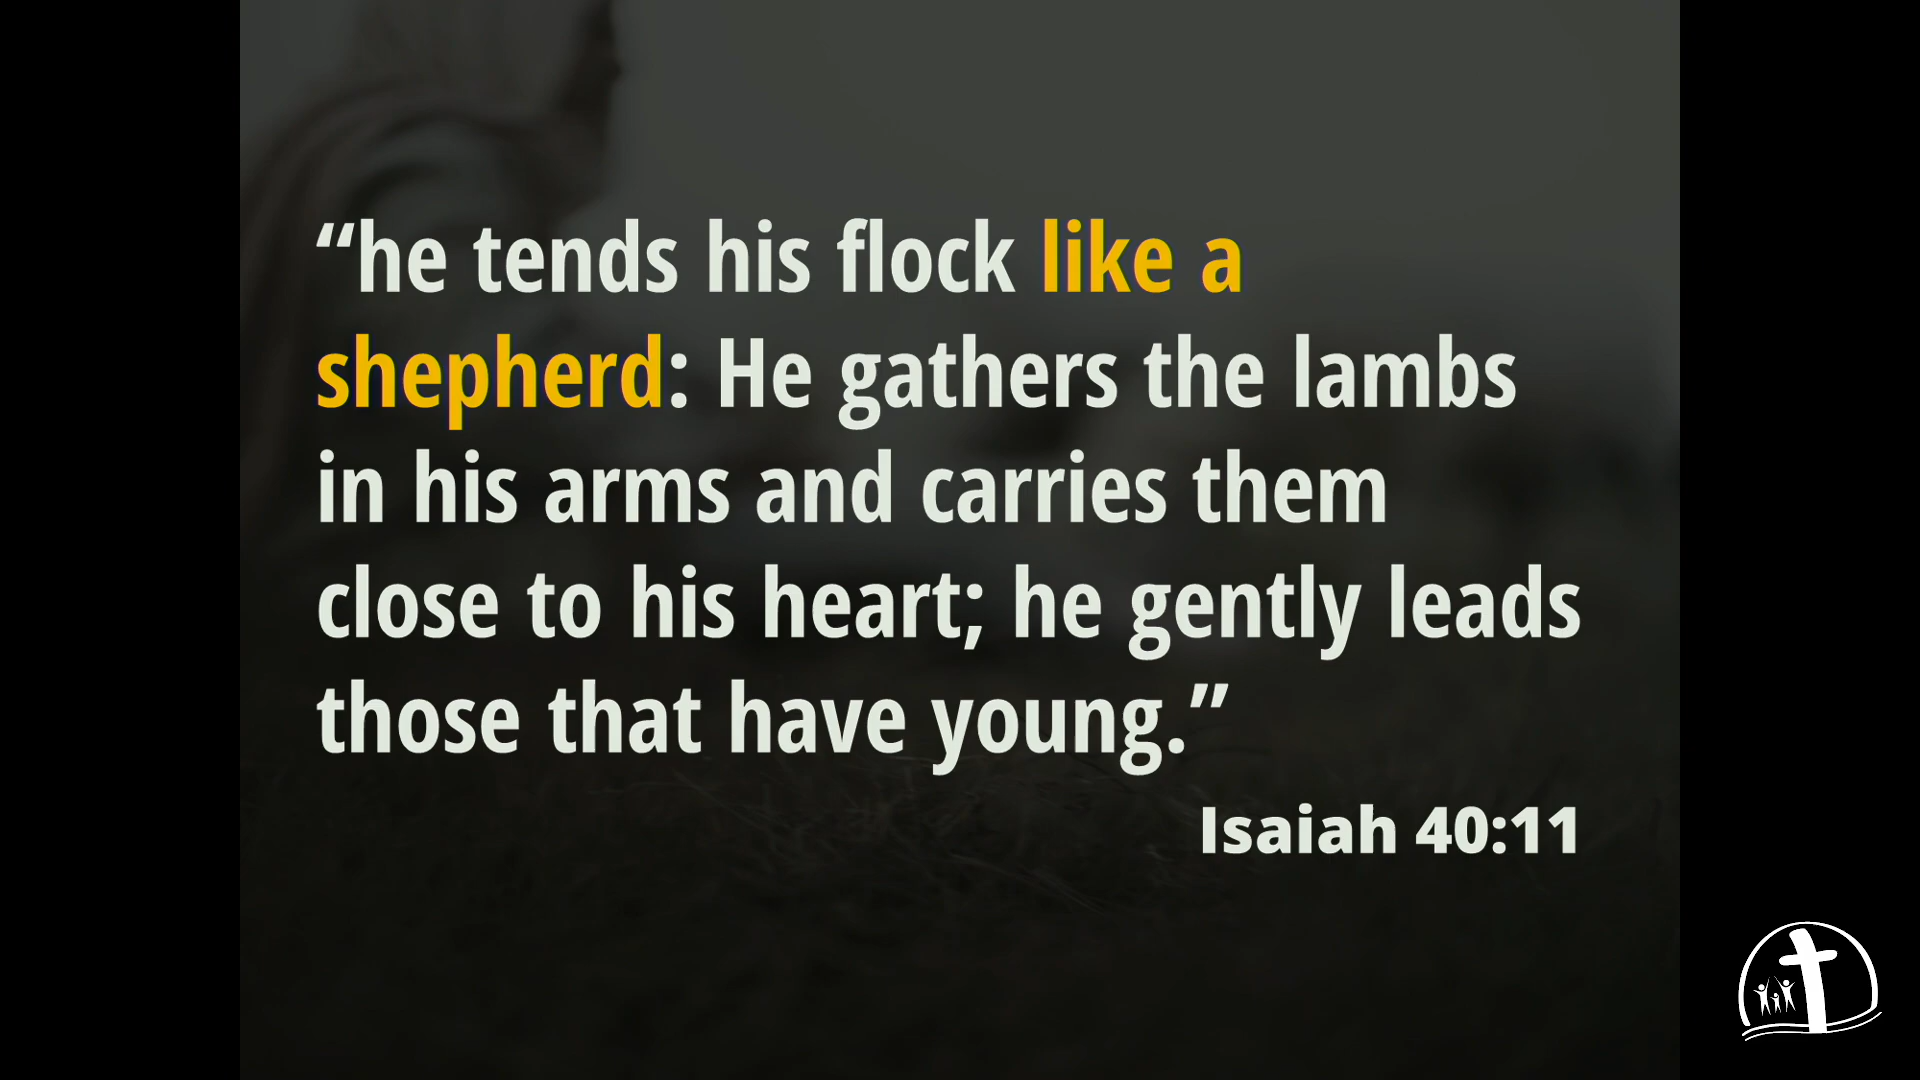 “he tends his flock like a
shepherd: He gathers the lambs
in his arms and carries them
close to his heart; he gently leads
those that have young.”
Isaiah 40:11